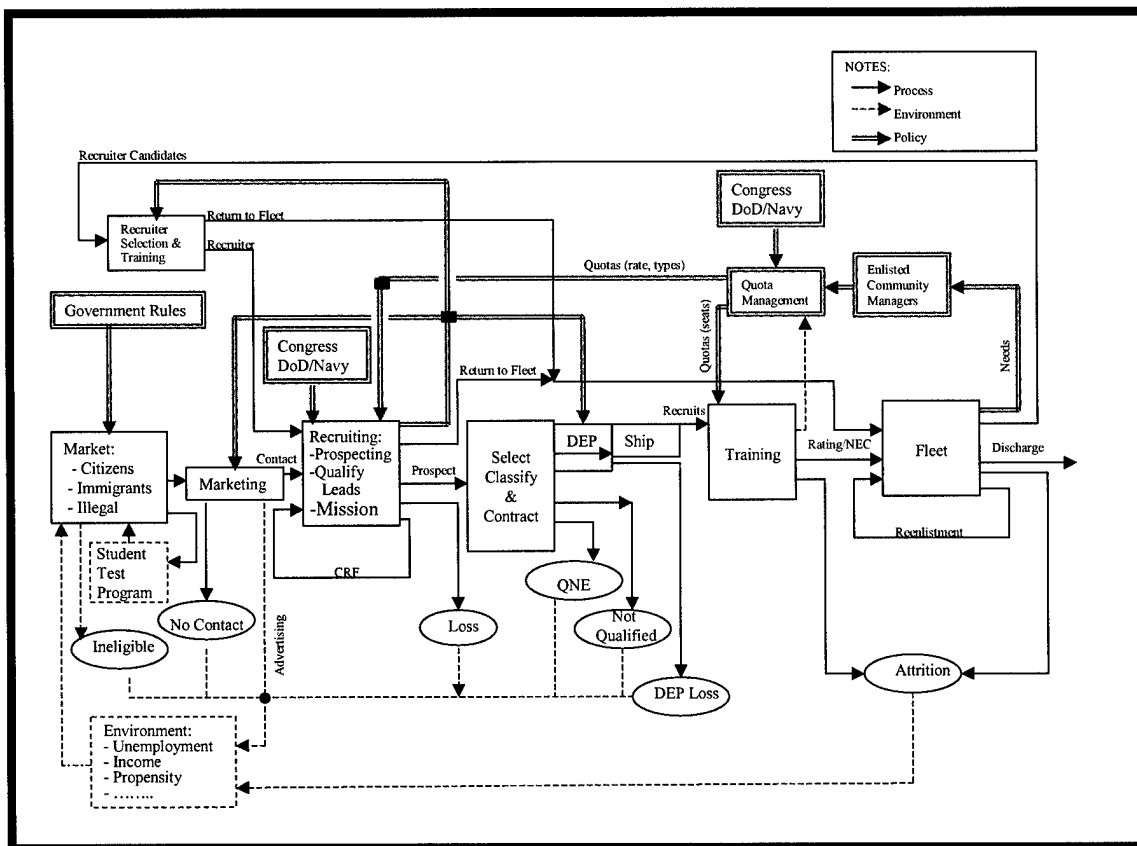 NOTES:
Process
Environment
Policy
Recruiter Candidates
Congress
DoD/Navy
Return to Fleet
Recruiter
Selection &
Training
Recruiter
Quotas (rate, types)
Quota
Management
Enlisted
Community
Managers
Government Rules
Congress
DoD/Navy
Quotas (seats)
Needs
Return to Fleet
Market:
- Citizens
- Immigrants
- Illegal
Contact
Marketing
Recruiting:
-Prospecting
-Qualify
Leads
-Mission
Prospect
Select
Classify
&
Contract
DEP
Ship
Recruits
Training
Rating/NEC
Fleet
Discharge
Reenlistment
Student
Test
Program
CRF
QNE
No Contact
Loss
Not
Qualified
Ineligible
Advertising
DEP Loss
Attrition
Environment:
- Unemployment
- Income
- Propensity
- ........